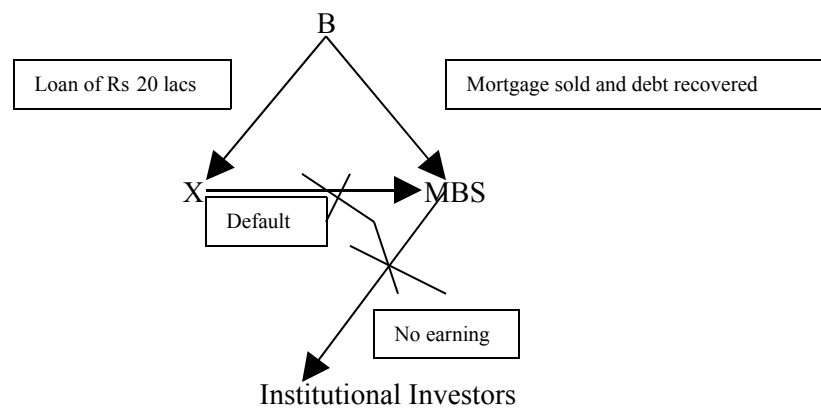 B
Loan of Rs 20 lacs
Mortgage sold and debt recovered
X
MBS
Default
No earning
Institutional Investors